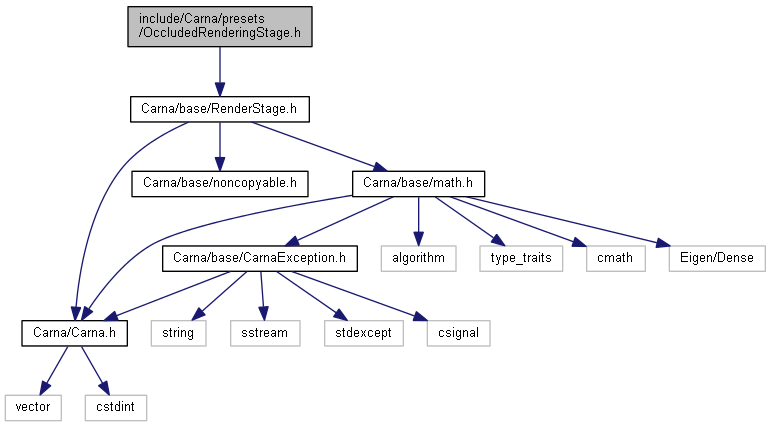 include/Carna/presets
/OccludedRenderingStage.h
Carna/base/RenderStage.h
Carna/base/noncopyable.h
Carna/base/math.h
Carna/base/CarnaException.h
algorithm
type_traits
cmath
Eigen/Dense
Carna/Carna.h
string
sstream
stdexcept
csignal
vector
cstdint